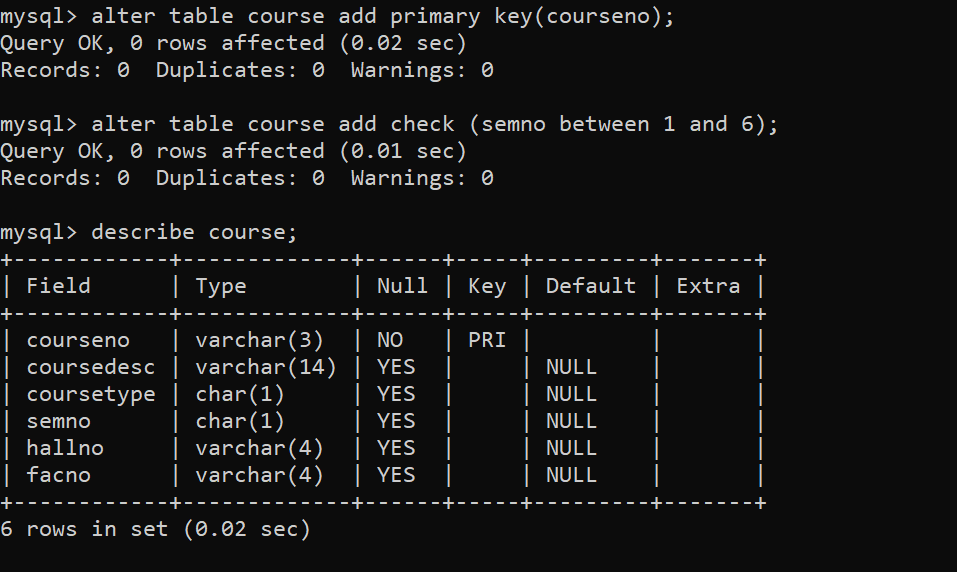 mysql> alter table course add primary key(courseno);
Query OK, 0 rows affected (0.02 sec)
Records: 0  Duplicates: 0  Warnings: 0

mysql> alter table course add check (semno between 1 and 6);
Query OK, 0 rows affected (0.01 sec)
Records: 0  Duplicates: 0  Warnings: 0

mysql> describe course;
+------------+-------------+------+-----+---------+-------+
| Field      | Type        | Null | Key | Default | Extra |
+------------+-------------+------+-----+---------+-------+
| courseno   | varchar(3)  | NO   | PRI |         |       |
| coursedesc | varchar(14) | YES  |     | NULL    |       |
| coursetype | char(1)     | YES  |     | NULL    |       |
| semno      | char(1)     | YES  |     | NULL    |       |
| hallno     | varchar(4)  | YES  |     | NULL    |       |
| facno      | varchar(4)  | YES  |     | NULL    |       |
+------------+-------------+------+-----+---------+-------+
6 rows in set (0.02 sec)